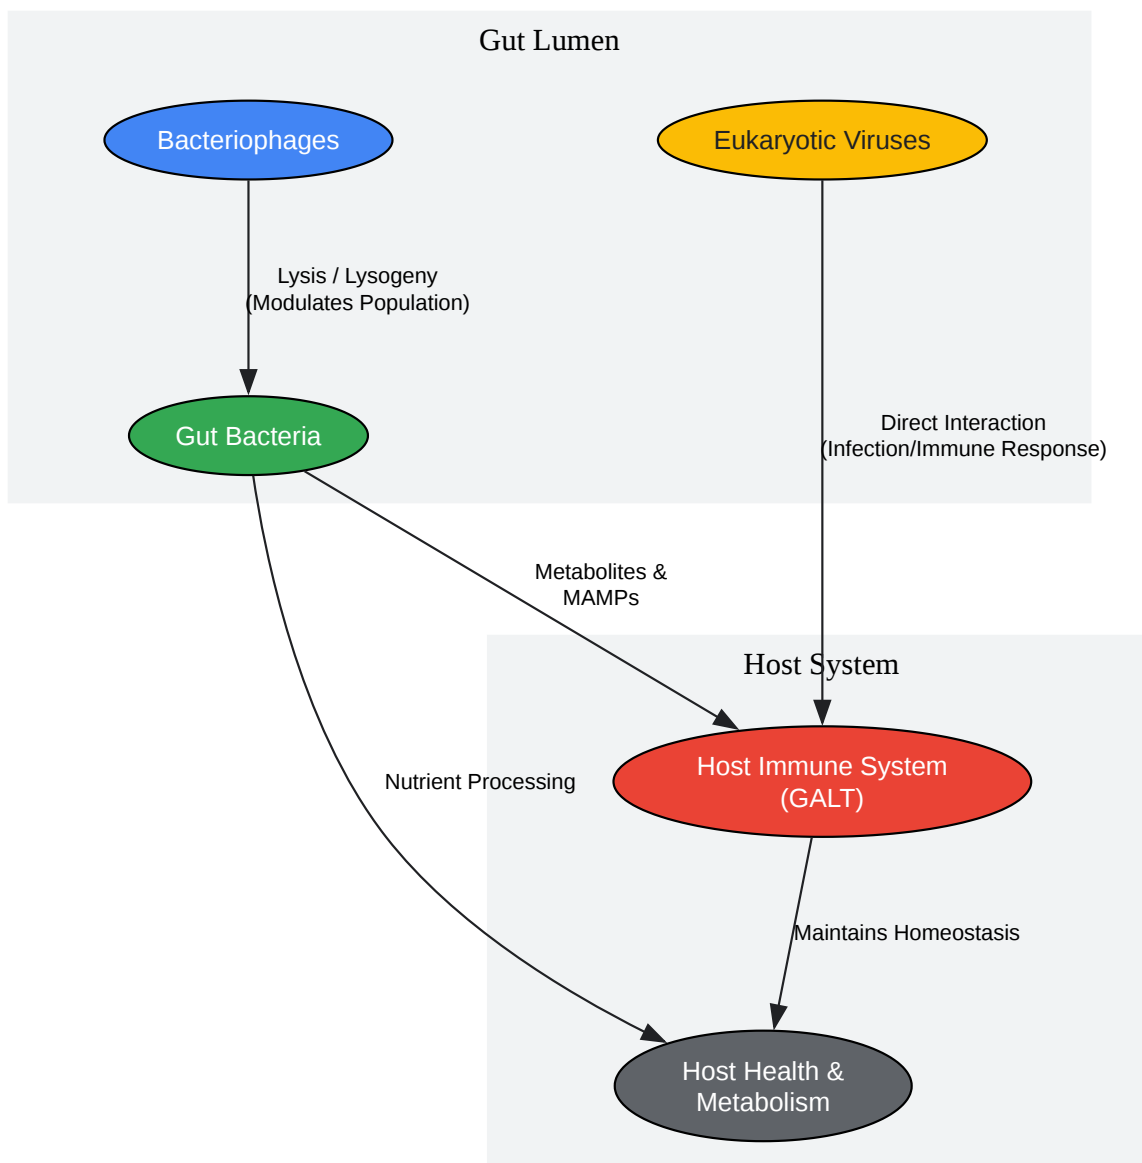 Gut Lumen
Bacteriophages
Eukaryotic Viruses
Lysis / Lysogeny
(Modulates Population)
Gut Bacteria
Direct Interaction
(Infection/Immune Response)
Metabolites &
MAMPs
Host System
Host Immune System
(GALT)
Nutrient Processing
Maintains Homeostasis
Host Health &
Metabolism